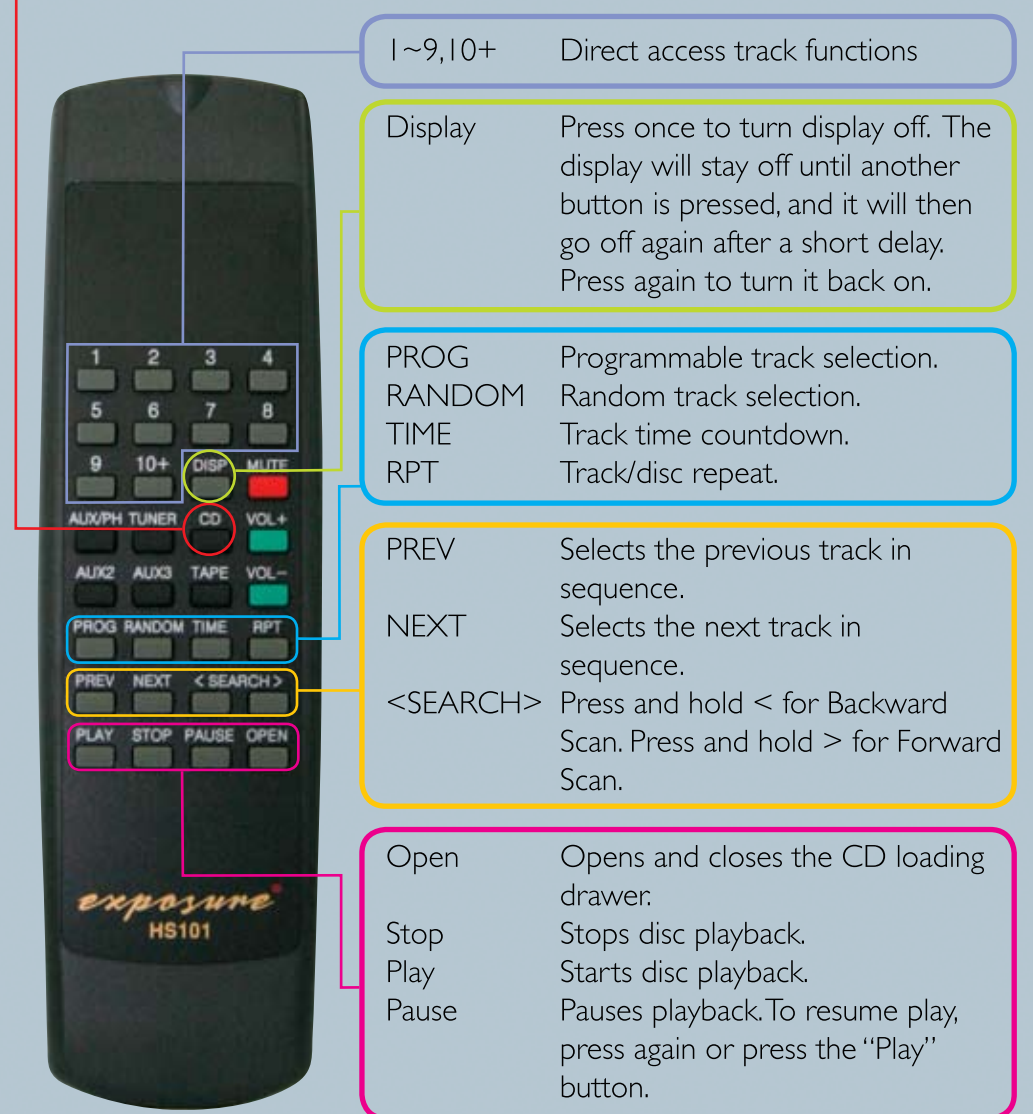 1~9,10+ Direct access track functions
Display Press once to turn display off. The
display will stay off until another
button is pressed, and it will then
go off again after a short delay.
Press again to turn it back on.
PROG Programmable track selection.
RANDOM Random track selection.
TIME Track time countdown.
RPT Track/disc repeat.
PREV Selects the previous track in
sequence.
NEXT Selects the next track in
sequence.
<SEARCH> Press and hold < for Backward
Scan. Press and hold > for Forward
Scan.
Open Opens and closes the CD loading
drawer.
Stop Stops disc playback.
Play Starts disc playback.
Pause Pauses playback. To resume play,
press again or press the “Play”
button.
1 2 3 4
5 6 7 8
9 10+ DISP MUTE
AUX/PH TUNER CD VOL+
AUX2 AUX3 TAPE VOL-
PROG RANDOM TIME RPT
PREV NEXT < SEARCH >
PLAY STOP PAUSE OPEN
exposure
HS101